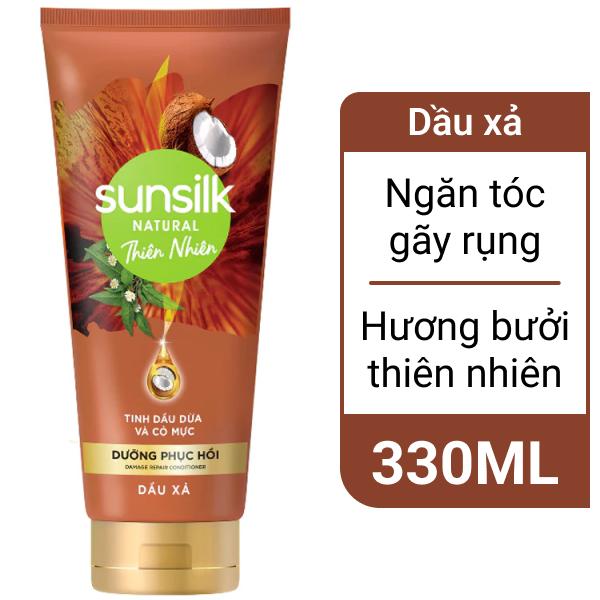 sunsilk
NATURAL
Thiên Nhiên
TINH DẦU DỪA
VÀ CỎ MỰC
DƯỠNG PHỤC HỒI
DAMAGE REPAIR CONDITIONER
DẦU XẢ
Dầu xả
Ngăn tóc
gãy rụng
Hương bưởi
thiên nhiên
330ML